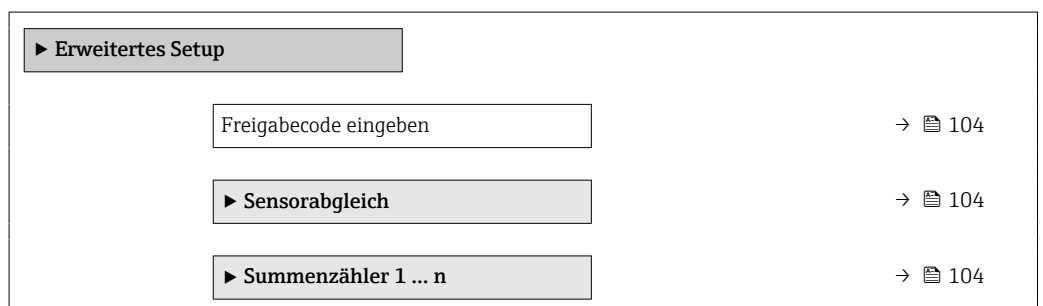 ▶ Erweitertes Setup
Freigabecode eingeben → 104
▶ Sensorabgleich → 104
▶ Summenzähler 1 … n → 104